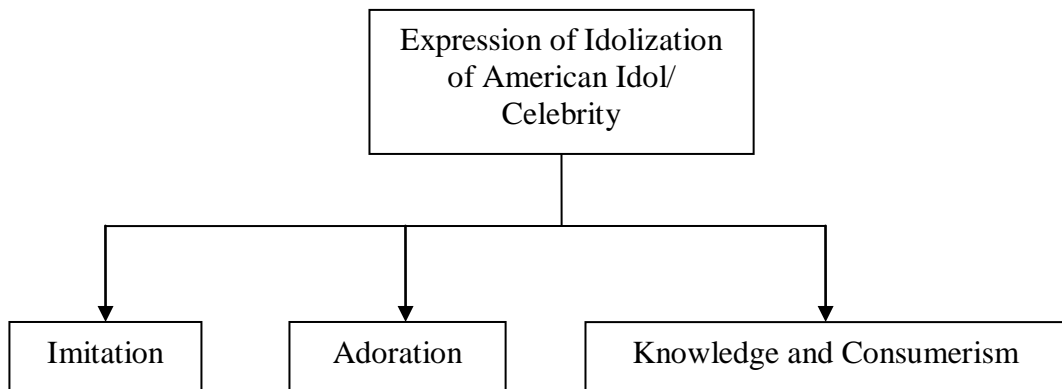 Expression of Idolization
of American Idol/
Celebrity
Imitation
Adoration
Knowledge and Consumerism